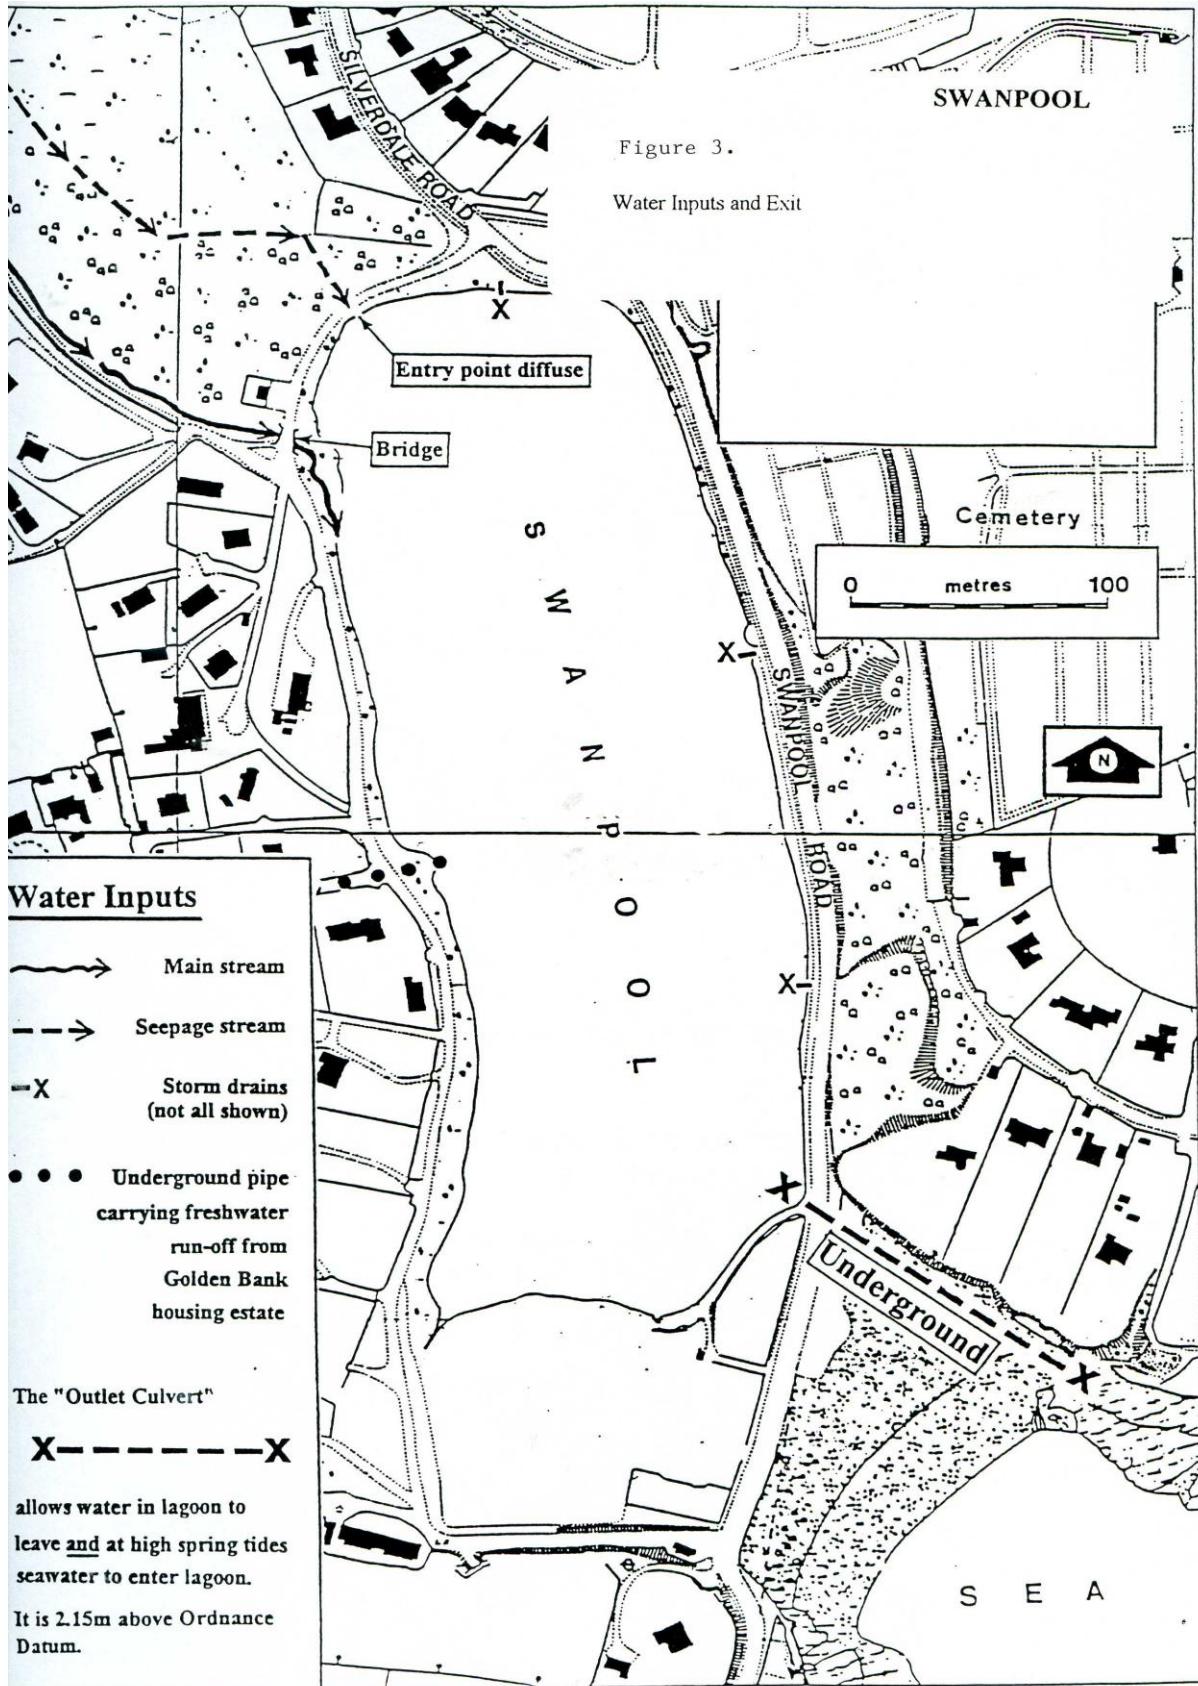 SWANPOOL
Figure 3.
Water Inputs and Exit
SILVERDALE ROAD
X
Entry point diffuse
Bridge
Cemetery
0 metres 100
X
SWANPOOL ROAD
N
SWANPOOL
X
X
Underground
X
SEA
Water Inputs
Main stream
Seepage stream
X Storm drains
(not all shown)
Underground pipe
carrying freshwater
run-off from
Golden Bank
housing estate
The "Outlet Culvert"
X X
allows water in lagoon to
leave and at high spring tides
seawater to enter lagoon.
It is 2.15m above Ordnance
Datum.